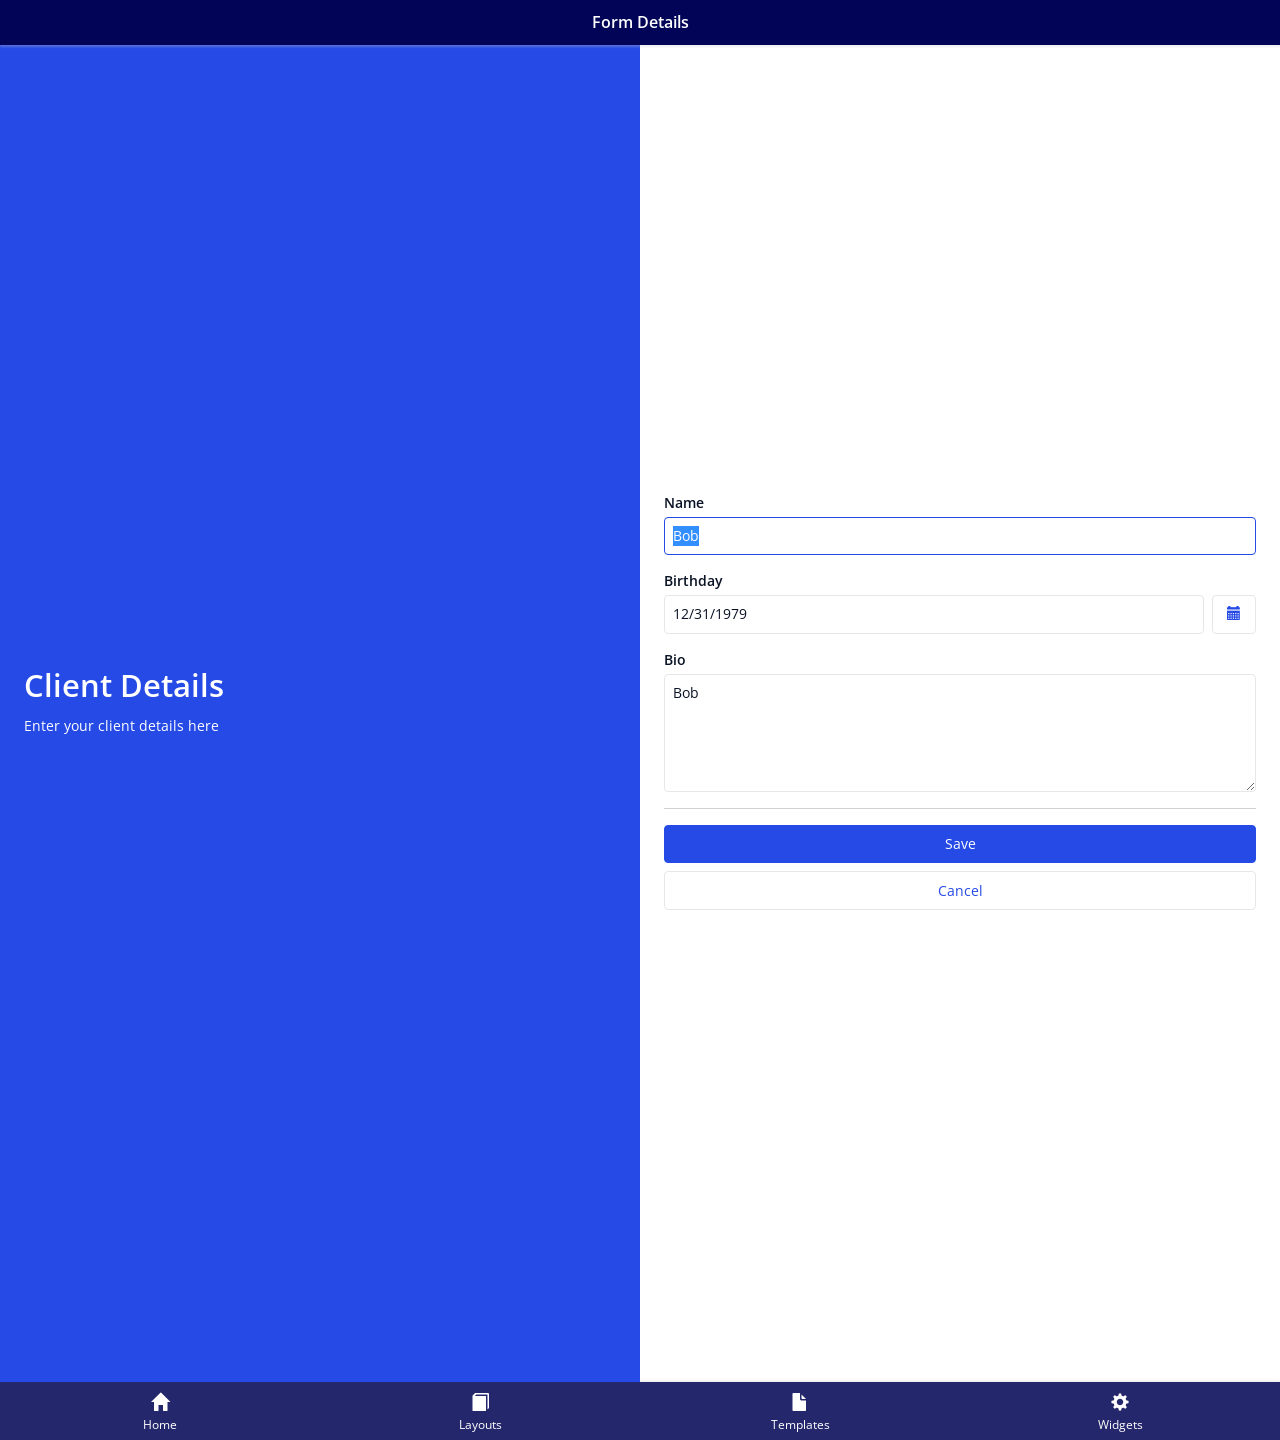 Form Details
Client Details
Enter your client details here
Name
Bob
Birthday
12/31/1979
Bio
Bob
Save
Cancel
Home
Layouts
Templates
Widgets